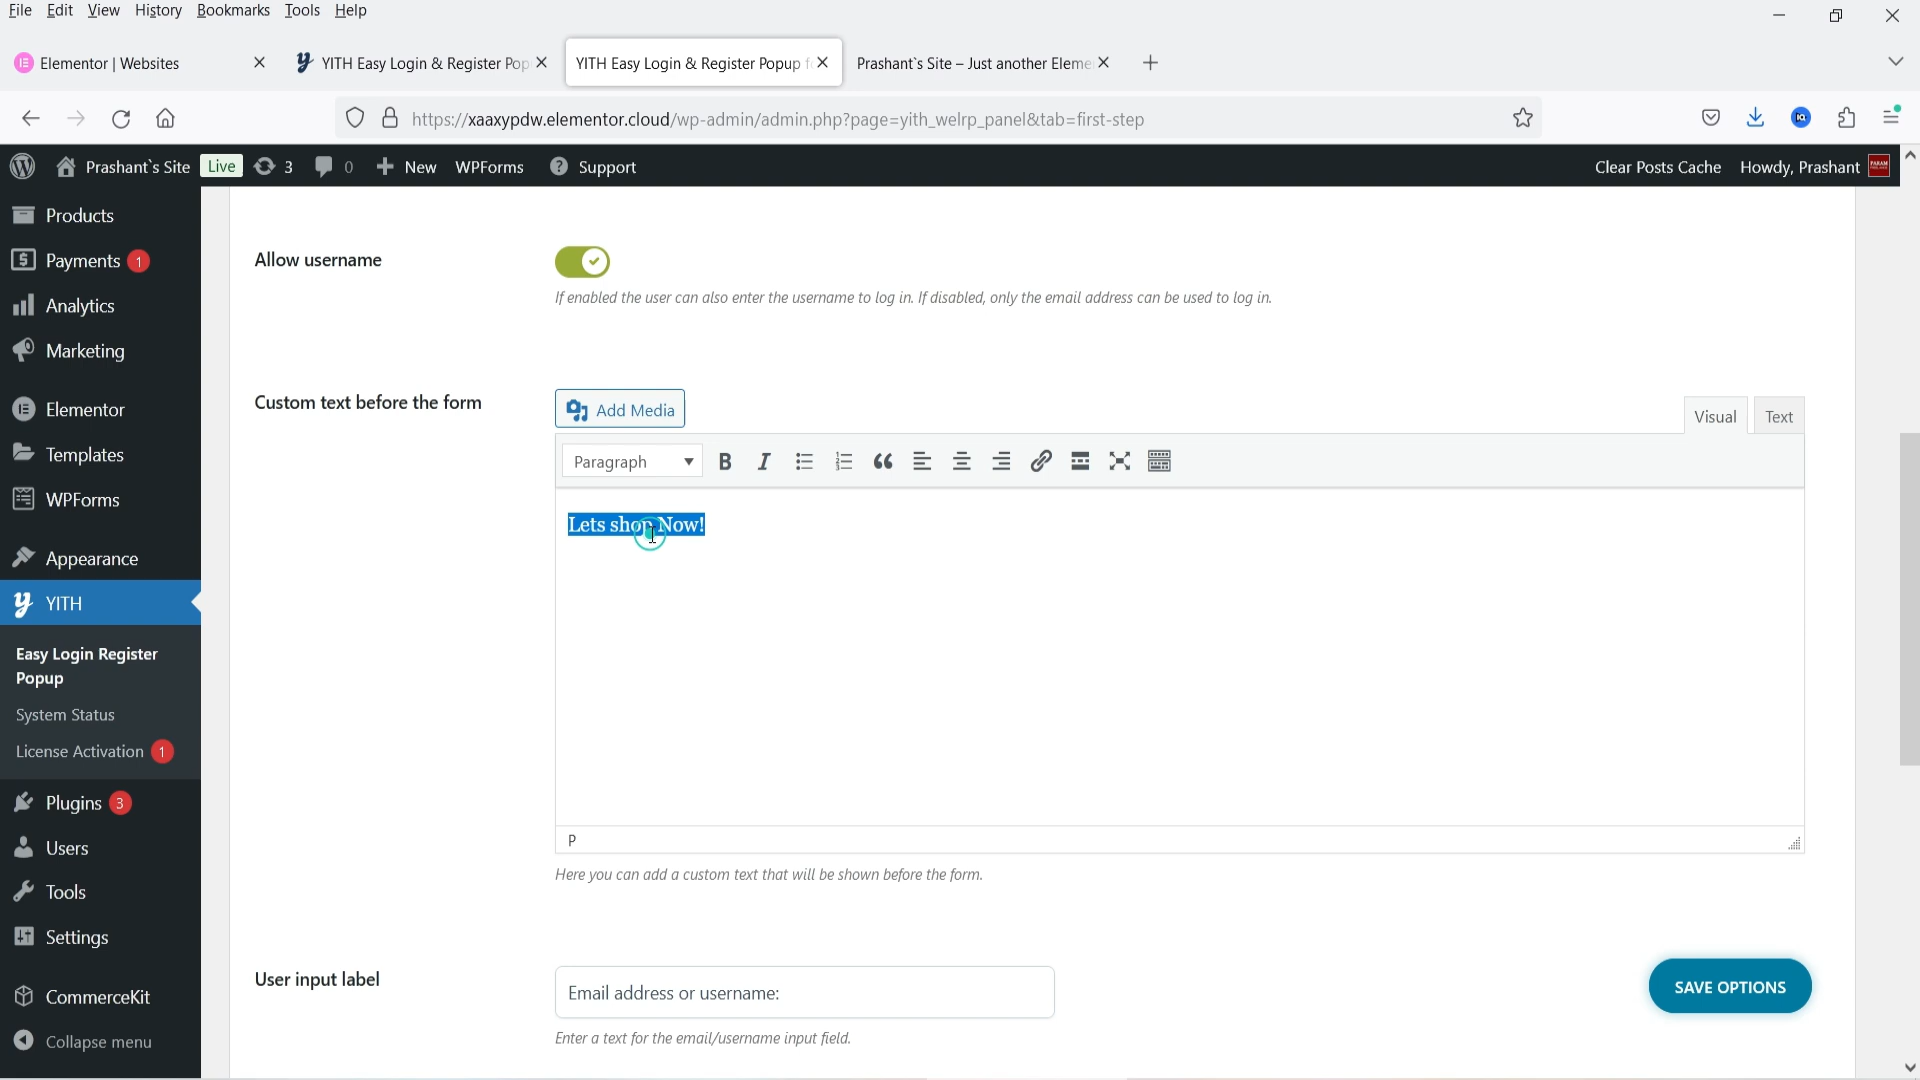 File Edit View History Bookmarks Tools Help
Elementor | Websites
YITH Easy Login & Register Pop
YITH Easy Login & Register Popup f
Prashant`s Site – Just another Eleme
https://xaaxypdw.elementor.cloud/wp-admin/admin.php?page=yith_welrp_panel&tab=first-step
Prashant`s Site Live 3 0 New WPForms Support Clear Posts Cache Howdy, Prashant
Products
Payments 1
Analytics
Marketing
Elementor
Templates
WPForms
Appearance
YITH
Easy Login Register
Popup
System Status
License Activation 1
Plugins 3
Users
Tools
Settings
CommerceKit
Collapse menu
Allow username
If enabled the user can also enter the username to log in. If disabled, only the email address can be used to log in.
Custom text before the form
Add Media
Visual Text
Paragraph
Lets shop Now!
P
Here you can add a custom text that will be shown before the form.
User input label
Email address or username:
Enter a text for the email/username input field.
SAVE OPTIONS